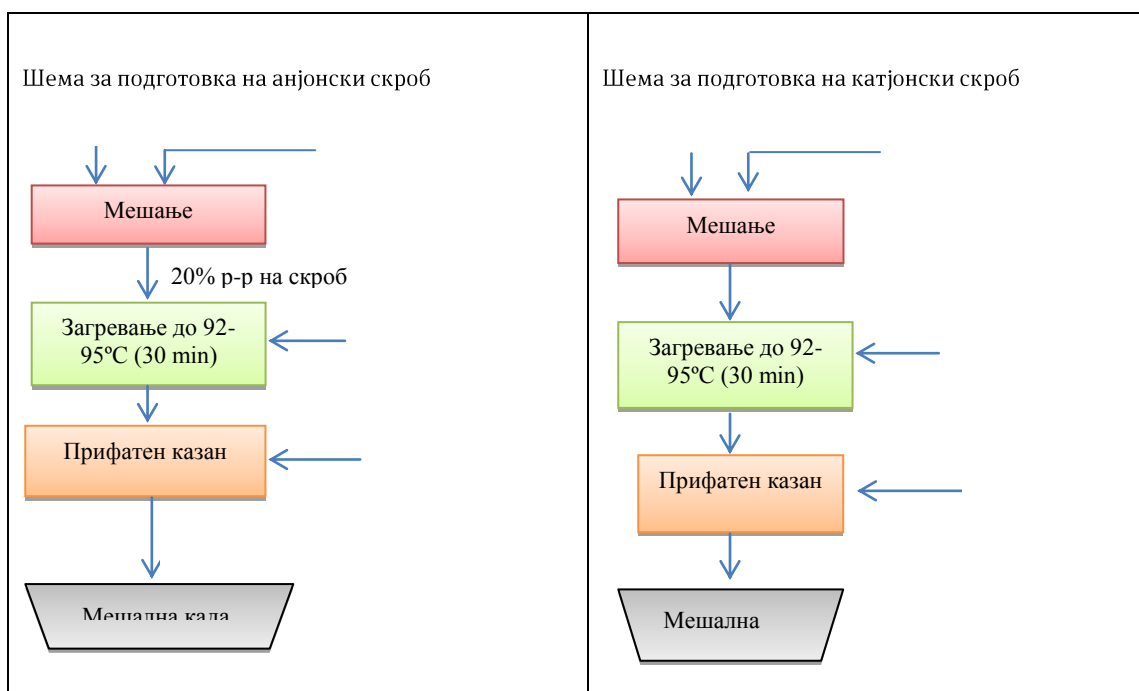 Шема за подготовка на анјонски скроб
Мешање
20% р-р на скроб
Загревање до 92-
95ºC (30 min)
Прифатен казан
Мешална када
Шема за подготовка на катјонски скроб
Мешање
Загревање до 92-
95ºC (30 min)
Прифатен казан
Мешална